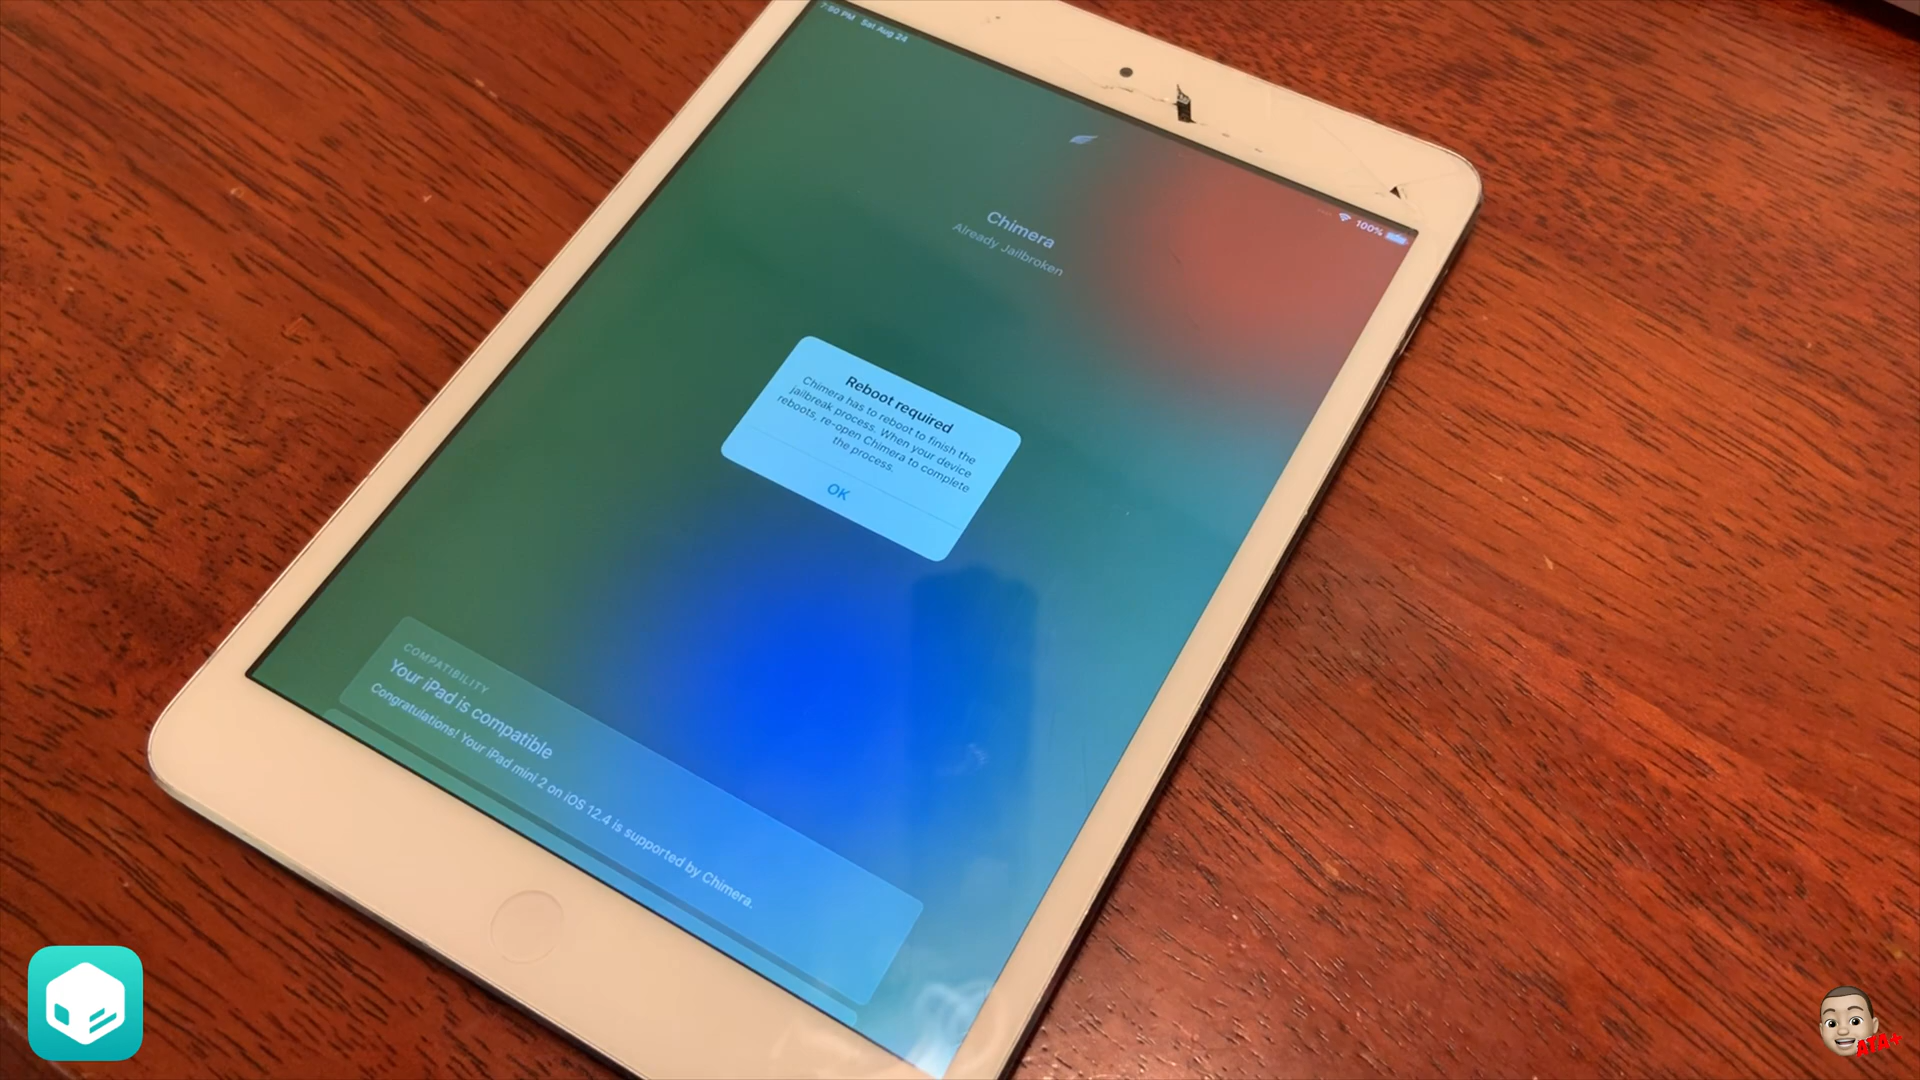 7:50 PM Sat Aug 24
100%
Chimera
Already Jailbroken
Reboot required
Chimera has to reboot to finish the
jailbreak process. When your device
reboots, re-open Chimera to complete
the process.
OK
COMPATIBILITY
Your iPad is compatible
Congratulations! Your iPad mini 2 on iOS 12.4 is supported by Chimera.
ATA+